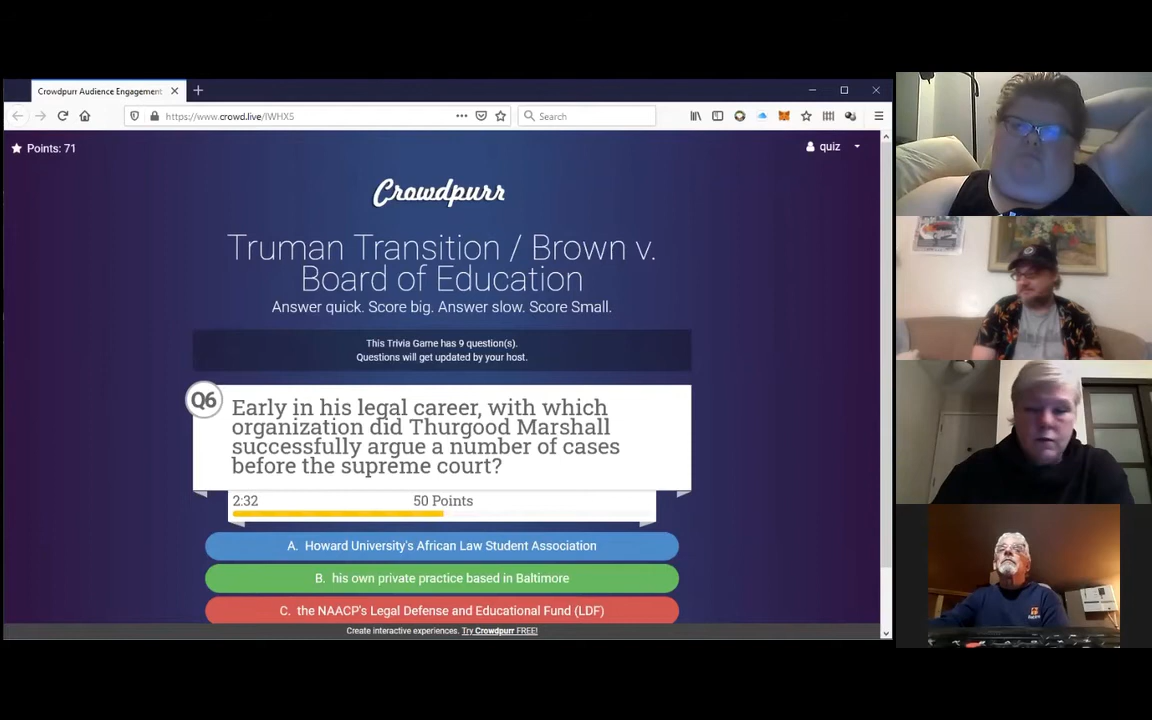 Crowdpurr Audience Engagement
https://www.crowd.live/IWHX5
Search
Points: 71
quiz
Crowdpurr
Truman Transition / Brown v.
Board of Education
Answer quick. Score big. Answer slow. Score Small.
This Trivia Game has 9 question(s).
Questions will get updated by your host.
Q6
Early in his legal career, with which
organization did Thurgood Marshall
successfully argue a number of cases
before the supreme court?
2:32
50 Points
A. Howard University's African Law Student Association
B. his own private practice based in Baltimore
C. the NAACP's Legal Defense and Educational Fund (LDF)
Create interactive experiences. Try Crowdpurr FREE!